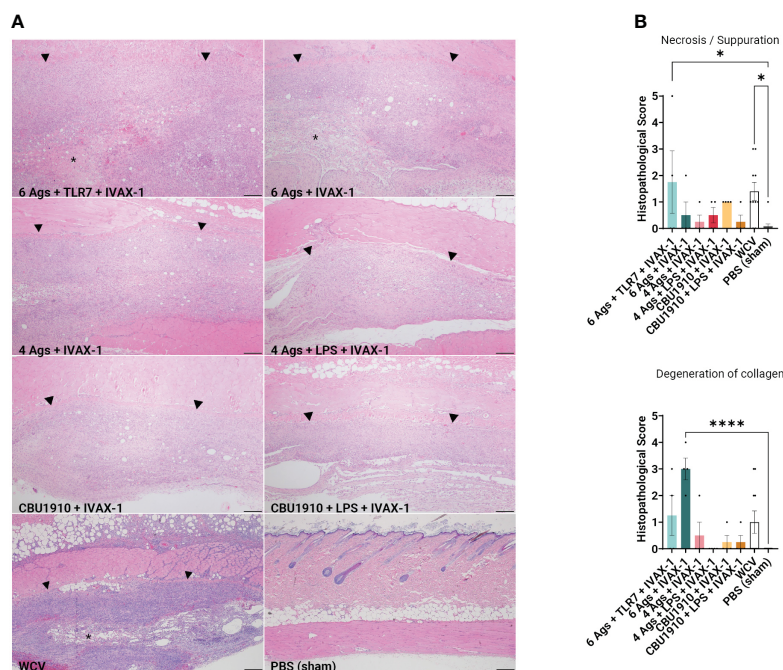 A
B
6 Ags + TLR7 + IVAX-1
*
6 Ags + IVAX-1
*
4 Ags + IVAX-1
4 Ags + LPS + IVAX-1
CBU1910 + IVAX-1
CBU1910 + LPS + IVAX-1
WCV
*
PBS (sham)
Necrosis / Suppuration
*
*
Histopathological Score
5
4
3
2
1
0
6 Ags + TLR7 + IVAX-1
6 Ags + IVAX-1
4 Ags + IVAX-1
4 Ags + LPS + IVAX-1
CBU1910 + IVAX-1
CBU1910 + LPS + IVAX-1
WCV
PBS (sham)
Degeneration of collagen
****
Histopathological Score
5
4
3
2
1
0
6 Ags + TLR7 + IVAX-1
6 Ags + IVAX-1
4 Ags + IVAX-1
4 Ags + LPS + IVAX-1
CBU1910 + IVAX-1
CBU1910 + LPS + IVAX-1
WCV
PBS (sham)